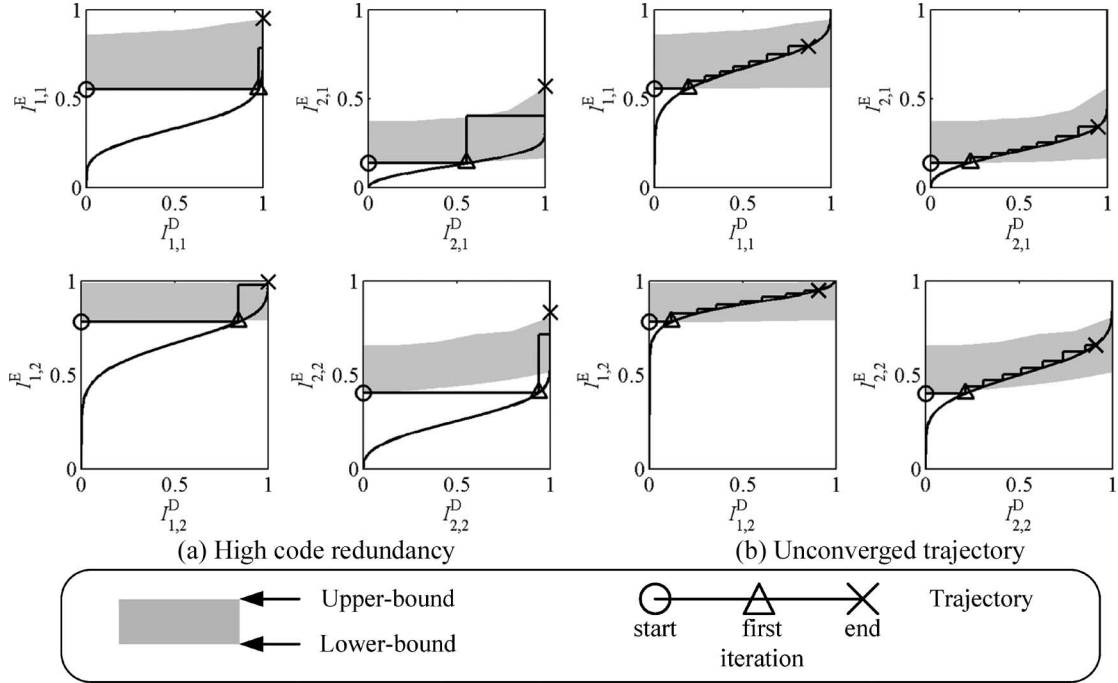 1 1 1 1
I^E_{1,1} 0.5 I^E_{2,1} 0.5 I^E_{1,1} 0.5 I^E_{2,1} 0.5
0 0 0 0
0 0.5 1 0 0.5 1 0 0.5 1 0 0.5 1
I^D_{1,1} I^D_{2,1} I^D_{1,1} I^D_{2,1}
1 1 1 1
I^E_{1,2} 0.5 I^E_{2,2} 0.5 I^E_{1,2} 0.5 I^E_{2,2} 0.5
0 0 0 0
0 0.5 1 0 0.5 1 0 0.5 1 0 0.5 1
I^D_{1,2} I^D_{2,2} I^D_{1,2} I^D_{2,2}
(a) High code redundancy (b) Unconverged trajectory
Upper-bound
Lower-bound
Trajectory
start first end
iteration